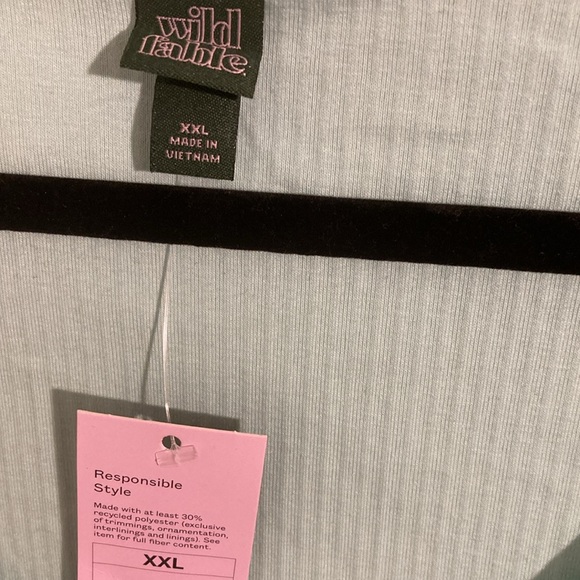 wild
fable
XXL
MADE IN
VIETNAM
Responsible
Style
Made with at least 30%
recycled polyester (exclusive
of trimmings, ornamentation,
interlinings and linings). See
item for full fiber content.
XXL